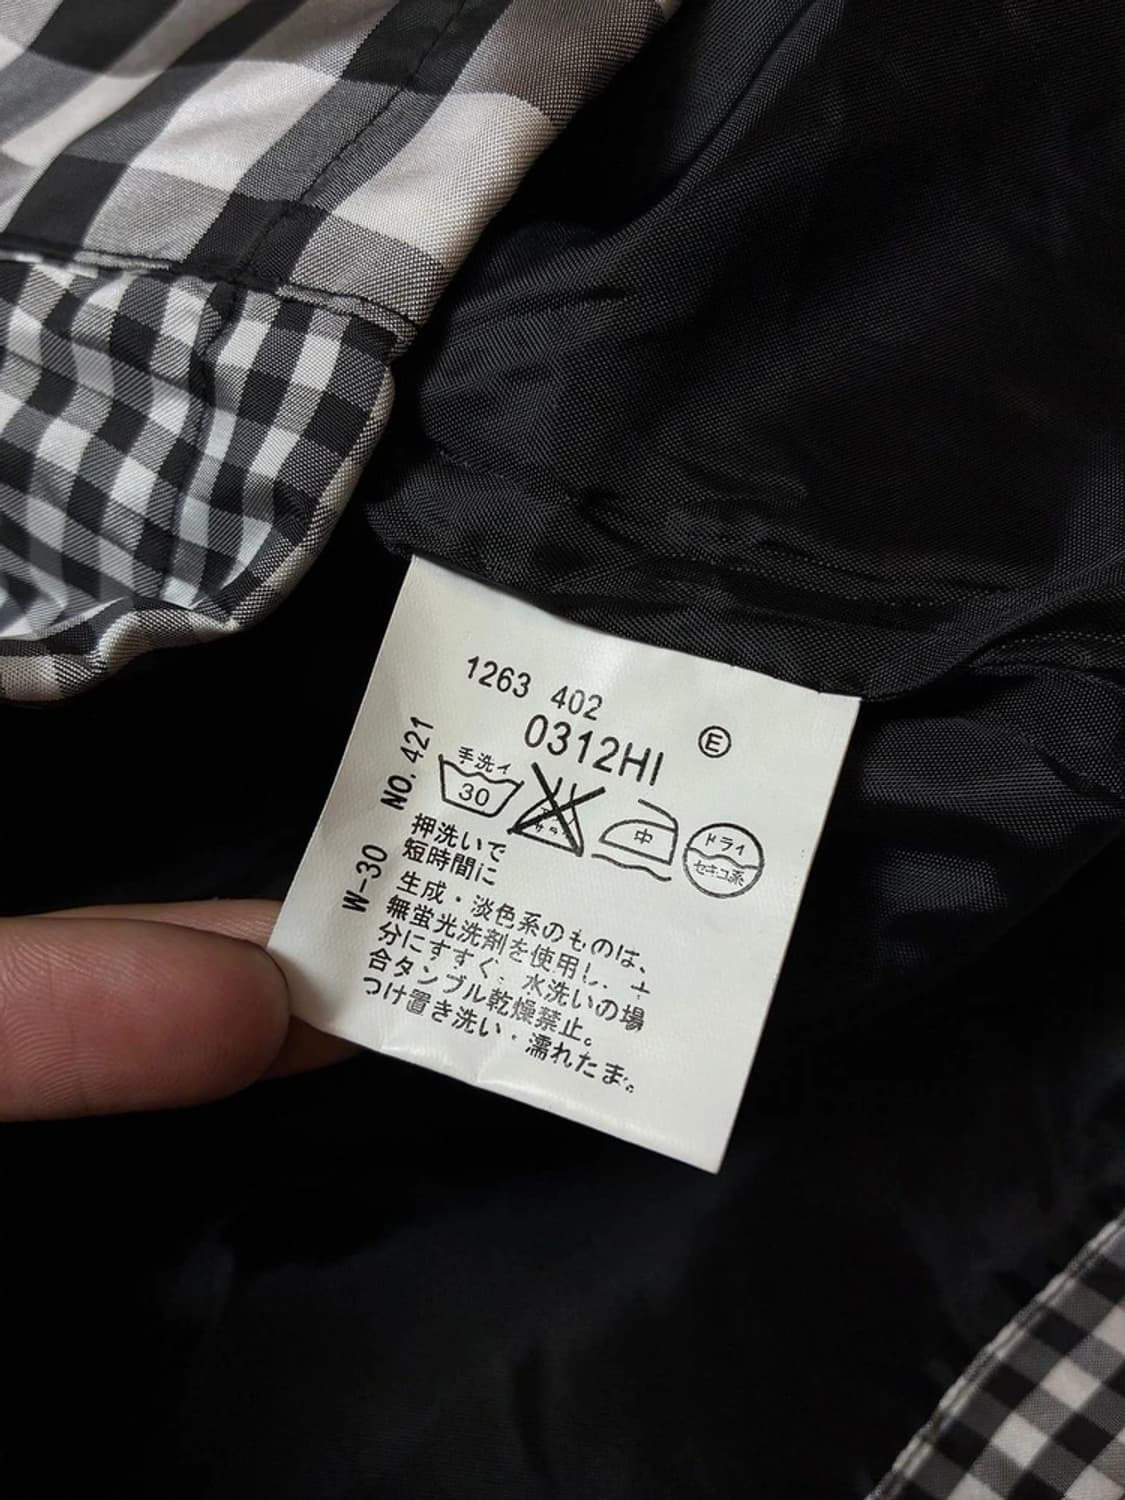 1263 402
0312HI
E
NO. 421
手洗イ
30
中
ドライ
セキユ系
押洗いで
短時間に
W-30
生成・淡色系のものは、
無蛍光洗剤を使用し、
分にすすぐ。水洗いの場
合タンブル乾燥禁止。
つけ置き洗い・濡れたま。